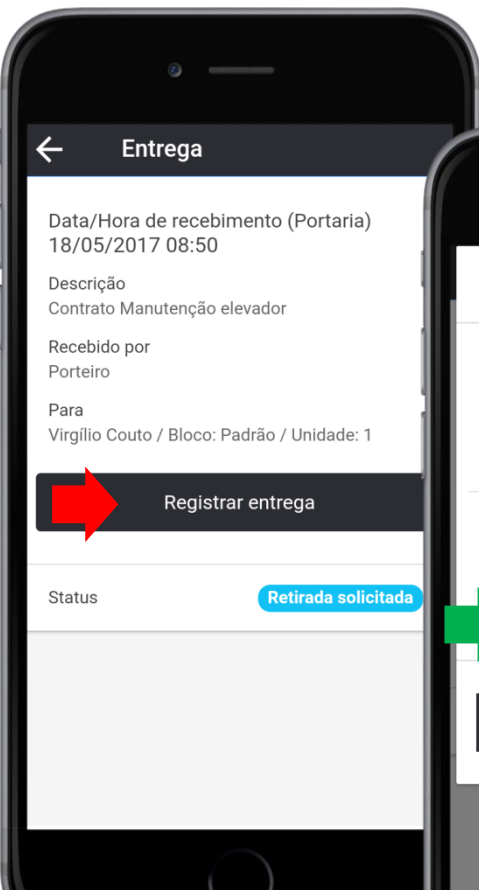 Entrega
Data/Hora de recebimento (Portaria)
18/05/2017 08:50
Descrição
Contrato Manutenção elevador
Recebido por
Porteiro
Para
Virgílio Couto / Bloco: Padrão / Unidade: 1
Registrar entrega
Status
Retirada solicitada